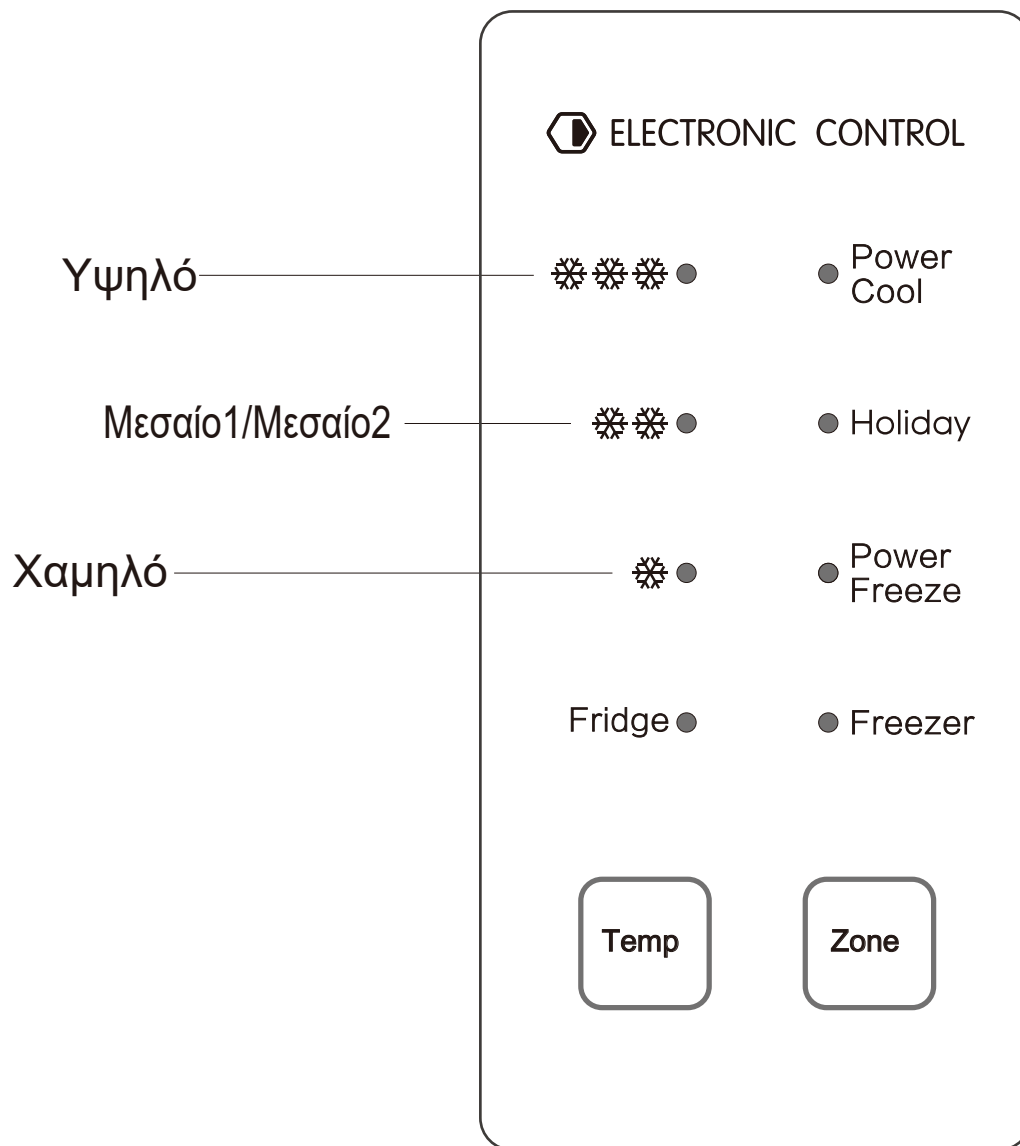 ELECTRONIC CONTROL
Υψηλό
Power
Cool
Μεσαίο1/Μεσαίο2
Holiday
Χαμηλό
Power
Freeze
Fridge
Freezer
Temp
Zone